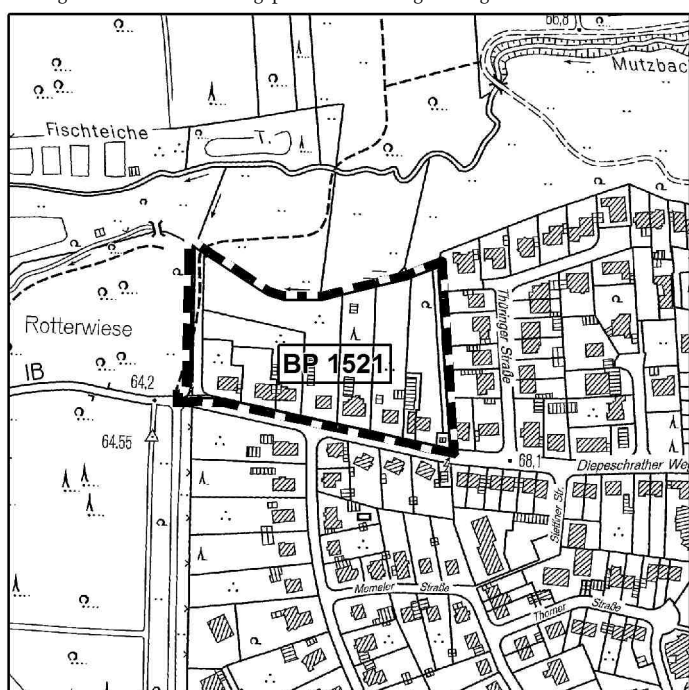 66,8
Mutzbac
Fischteiche
T.
Rotterwiese
BP 1521
Thüringer Straße
IB
64.2
64.55
68,1
Diepeschrather Weg
Stettiner Str.
Memeler Straße
Thorner Straße